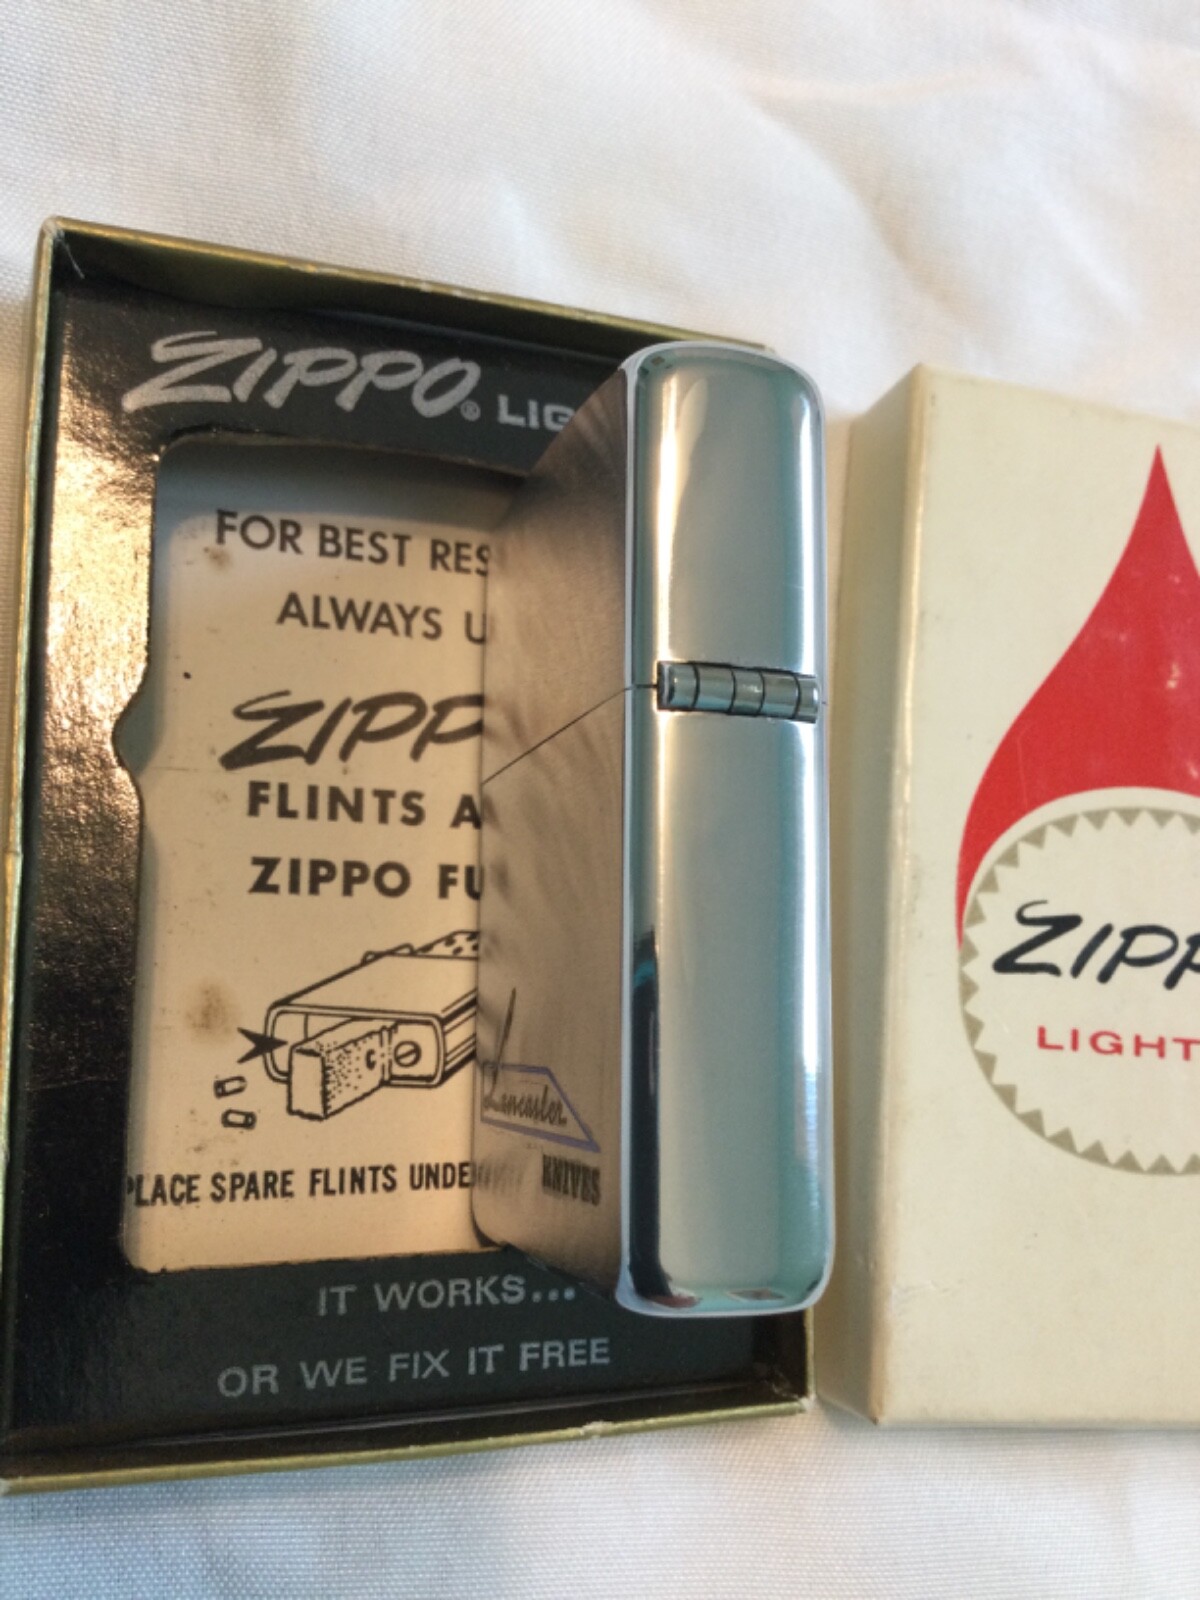 ZIPPO® LIG
FOR BEST RES
ALWAYS U
ZIPP
FLINTS A
ZIPPO FU
PLACE SPARE FLINTS UNDE
IT WORKS...
OR WE FIX IT FREE
Lancaster
KNIVES
ZIPP
LIGHT